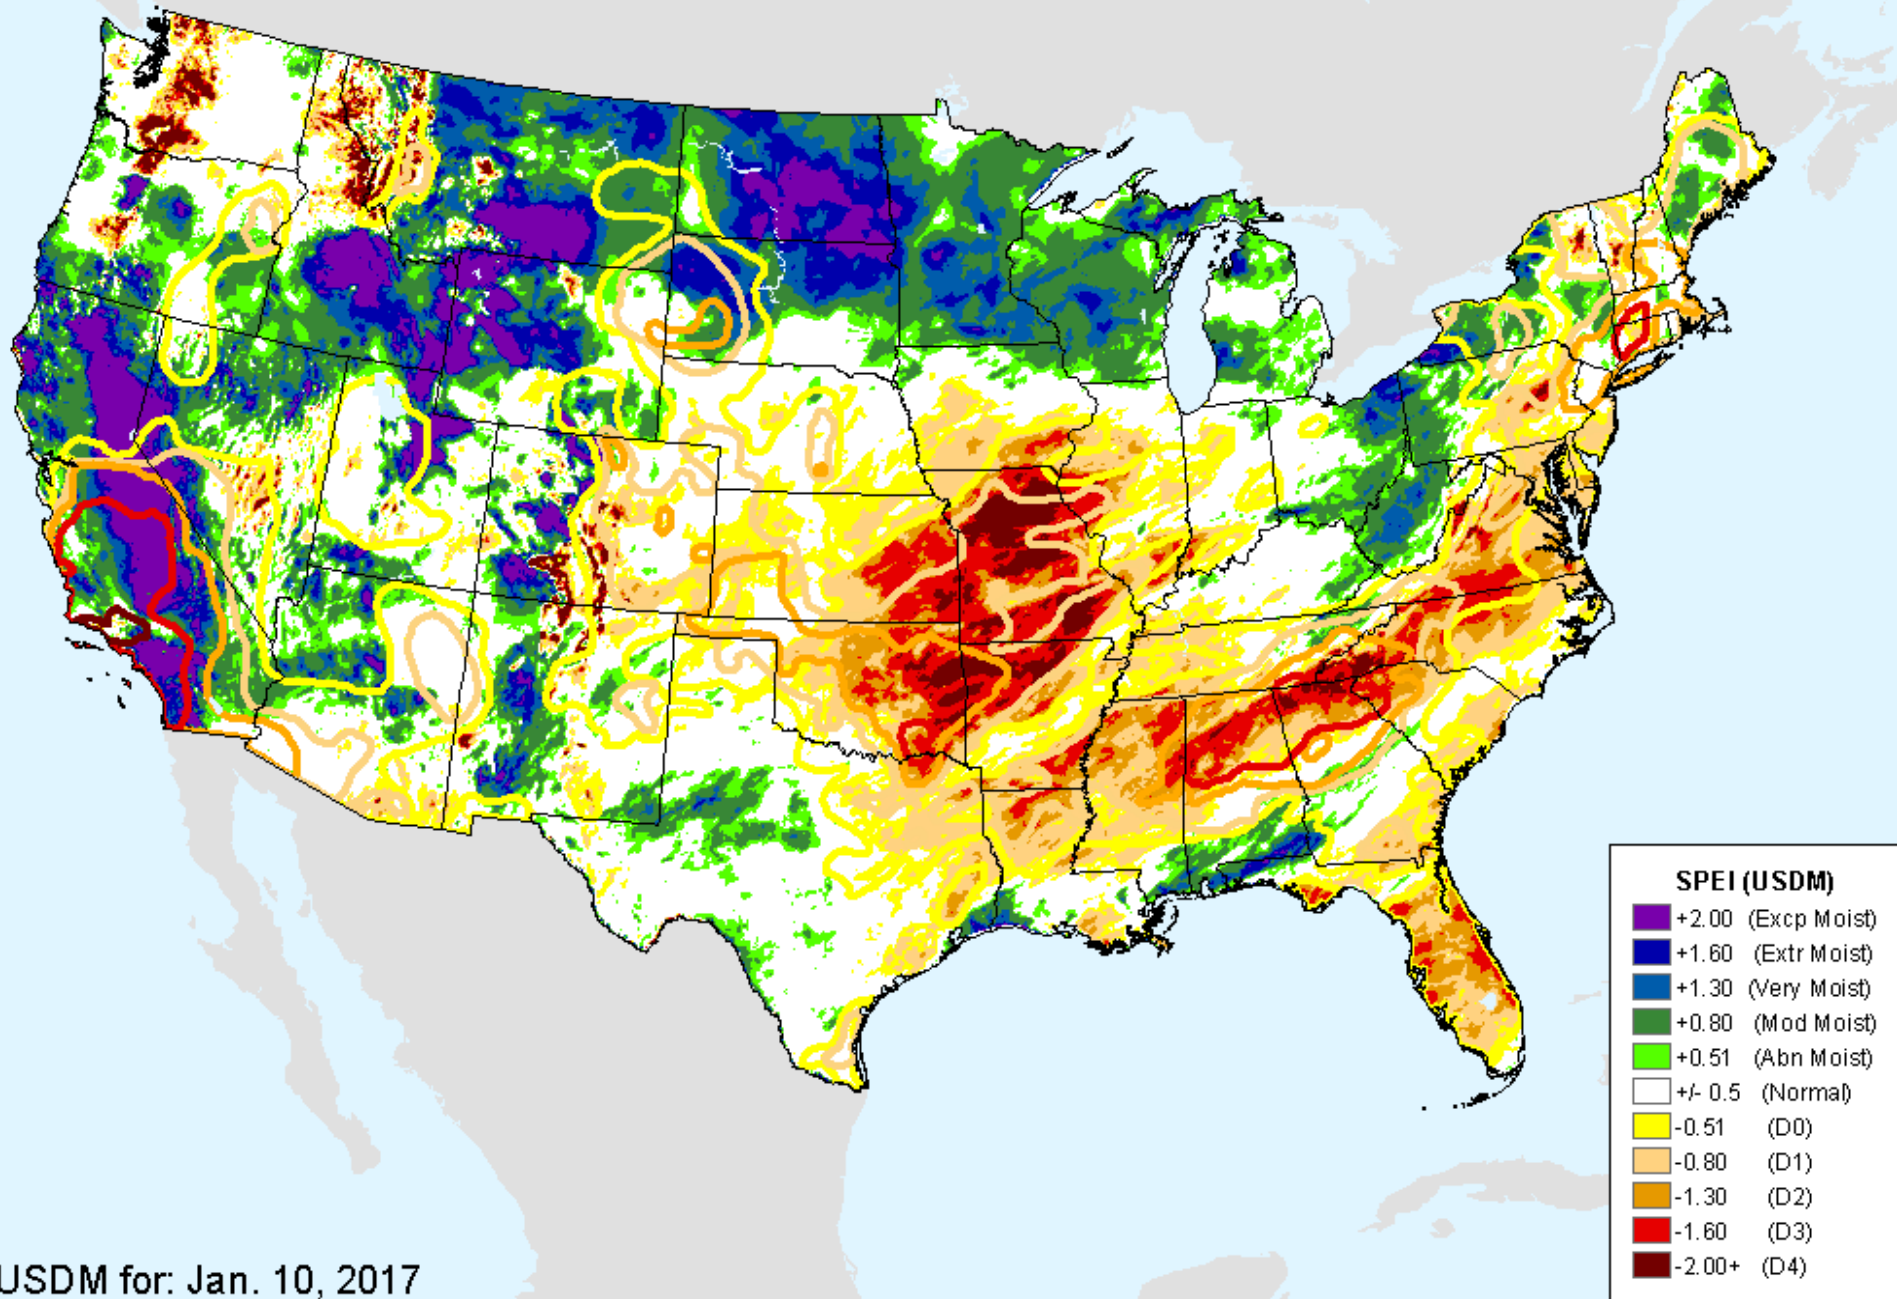 SPEI (USDM)
+2.00 (Excp Moist)
+1.60 (Extr Moist)
+1.30 (Very Moist)
+0.80 (Mod Moist)
+0.51 (Abn Moist)
+/- 0.5 (Normal)
-0.51 (D0)
-0.80 (D1)
-1.30 (D2)
-1.60 (D3)
-2.00+ (D4)
USDM for: Jan. 10, 2017